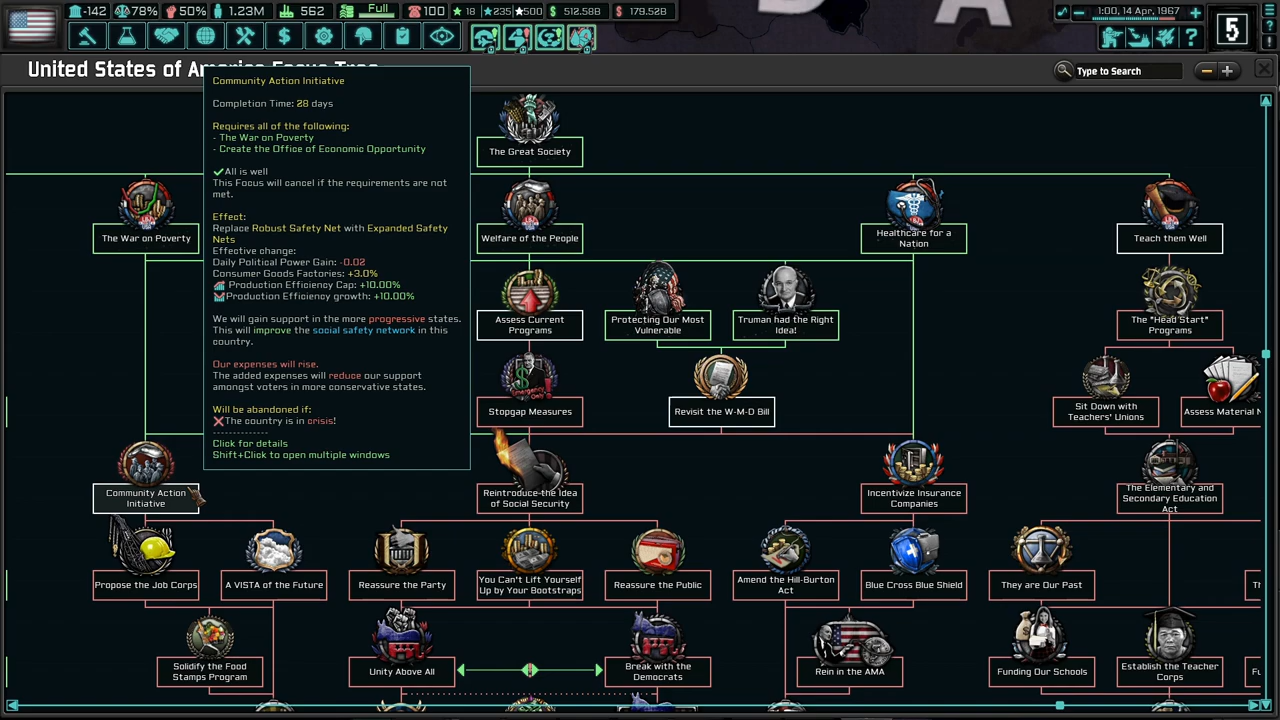 -142
78%
50%
1.23M
562
Full
100
18
235
500
$ 512.58B
$ 179.52B
1:00, 14 Apr, 1967
5
United States of America Focus Tree
Type to Search
Community Action Initiative
Completion Time: 28 days
Requires all of the following:
- The War on Poverty
- Create the Office of Economic Opportunity
All is well
This Focus will cancel if the requirements are not
met.
Effect:
Replace Robust Safety Net with Expanded Safety
Nets
Effective change:
Daily Political Power Gain: -0.02
Consumer Goods Factories: +3.0%
Production Efficiency Cap: +10.00%
Production Efficiency growth: +10.00%
We will gain support in the more progressive states.
This will improve the social safety network in this
country.
Our expenses will rise.
The added expenses will reduce our support
amongst voters in more conservative states.
Will be abandoned if:
The country is in crisis!
--------------
Click for details
Shift+Click to open multiple windows
The Great Society
The War on Poverty
Welfare of the People
Healthcare for a
Nation
Teach them Well
Assess Current
Programs
Protecting Our Most
Vulnerable
Truman had the Right
Idea!
The "Head Start"
Programs
Emergency
Only
Stopgap Measures
Revisit the W-M-D Bill
Sit Down with
Teachers' Unions
Assess Material N
Community Action
Initiative
Reintroduce the Idea
of Social Security
Incentivize Insurance
Companies
The Elementary and
Secondary Education
Act
Propose the Job Corps
A VISTA of the Future
Reassure the Party
You Can't Lift Yourself
Up by Your Bootstraps
Reassure the Public
Amend the Hill-Burton
Act
Blue Cross Blue Shield
They are Our Past
Th
Solidify the Food
Stamps Program
Unity Above All
Break with the
Democrats
Rein in the AMA
Funding Our Schools
Establish the Teacher
Corps
Fu